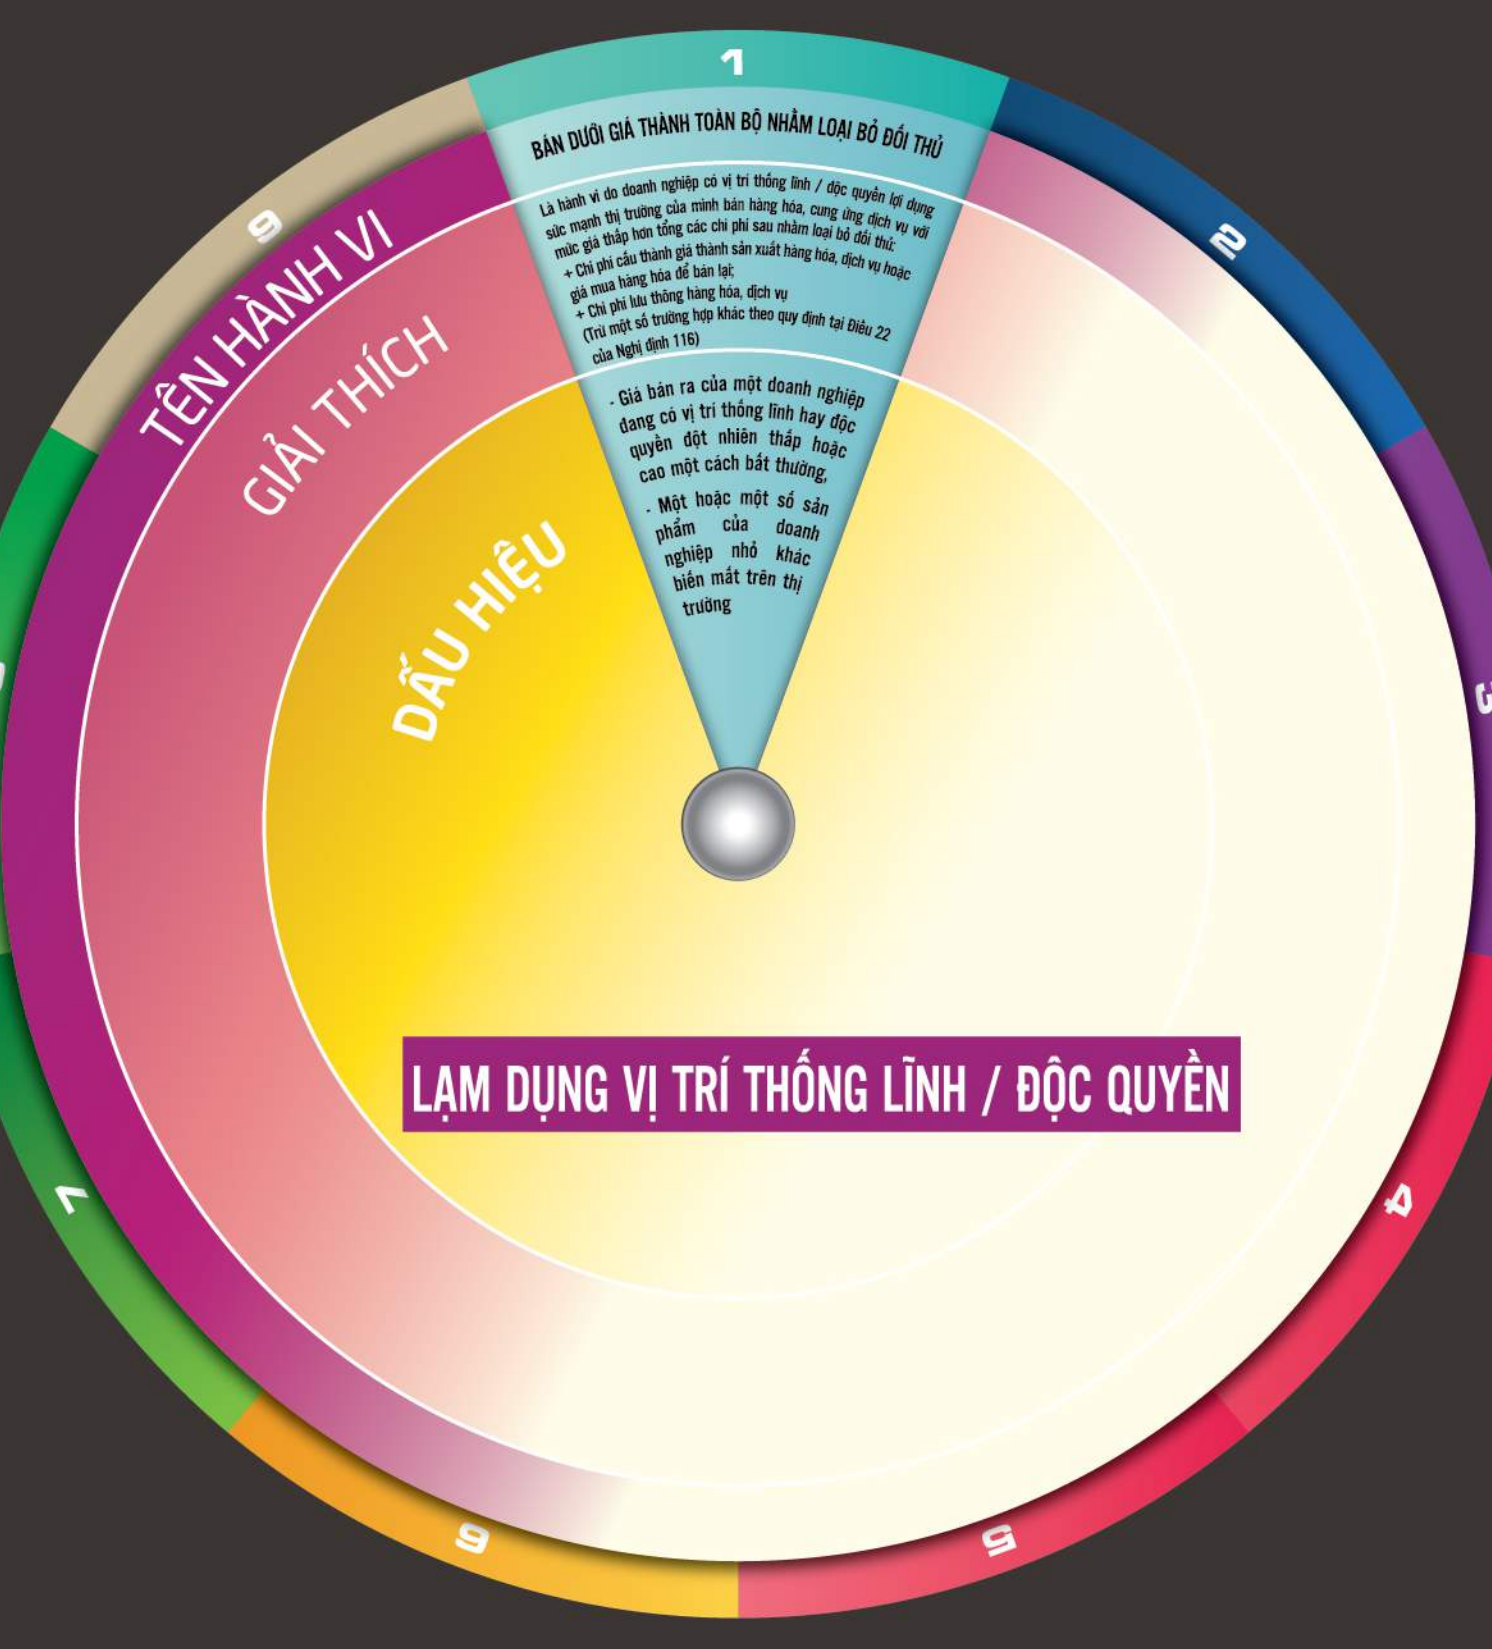 1
BÁN DƯỚI GIÁ THÀNH TOÀN BỘ NHẰM LOẠI BỎ ĐỐI THỦ
Là hành vi do doanh nghiệp có vị trí thống lĩnh / độc quyền lợi dụng
sức mạnh thị trường của mình bán hàng hóa, cung ứng dịch vụ với
mức giá thấp hơn tổng các chi phí sau nhằm loại bỏ đối thủ:
+ Chi phí cấu thành giá thành sản xuất hàng hóa, dịch vụ hoặc
giá mua hàng hóa để bán lại;
+ Chi phí lưu thông hàng hóa, dịch vụ
(Trừ một số trường hợp khác theo quy định tại Điều 22
của Nghị định 116)
- Giá bán ra của một doanh nghiệp
đang có vị trí thống lĩnh hay độc
quyền đột nhiên thấp hoặc
cao một cách bất thường,
- Một hoặc một số sản
phẩm của doanh
nghiệp nhỏ khác
biến mất trên thị
trường
TÊN HÀNH VI
GIẢI THÍCH
DẤU HIỆU
LẠM DỤNG VỊ TRÍ THỐNG LĨNH / ĐỘC QUYỀN
2
3
4
5
6
7
9